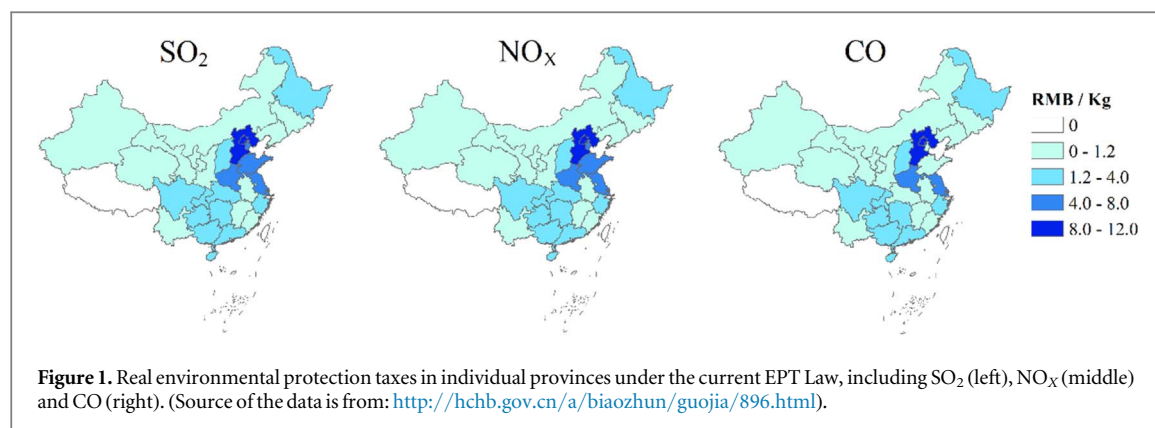 SO₂
NOₓ
CO
RMB / Kg
0
0 - 1.2
1.2 - 4.0
4.0 - 8.0
8.0 - 12.0
Figure 1. Real environmental protection taxes in individual provinces under the current EPT Law, including SO₂ (left), NOₓ (middle)
and CO (right). (Source of the data is from: http://hchb.gov.cn/a/biaozhun/guojia/896.html).